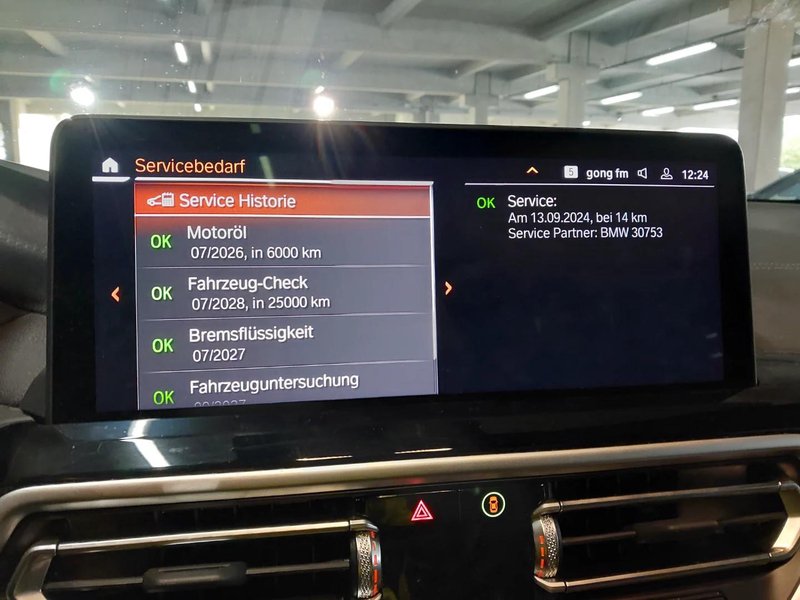 Servicebedarf
5 gong fm 12:24
Service Historie
OK Motoröl
07/2026, in 6000 km
OK Fahrzeug-Check
07/2028, in 25000 km
OK Bremsflüssigkeit
07/2027
OK Fahrzeuguntersuchung
OK Service:
Am 13.09.2024, bei 14 km
Service Partner: BMW 30753